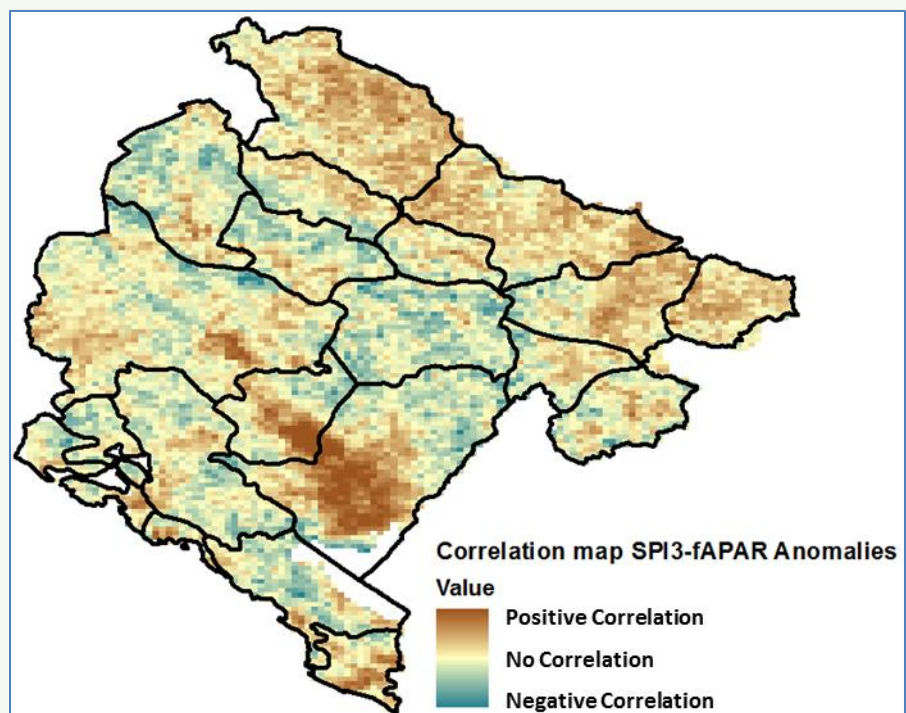 Correlation map SPI3-fAPAR Anomalies
Value
Positive Correlation
No Correlation
Negative Correlation